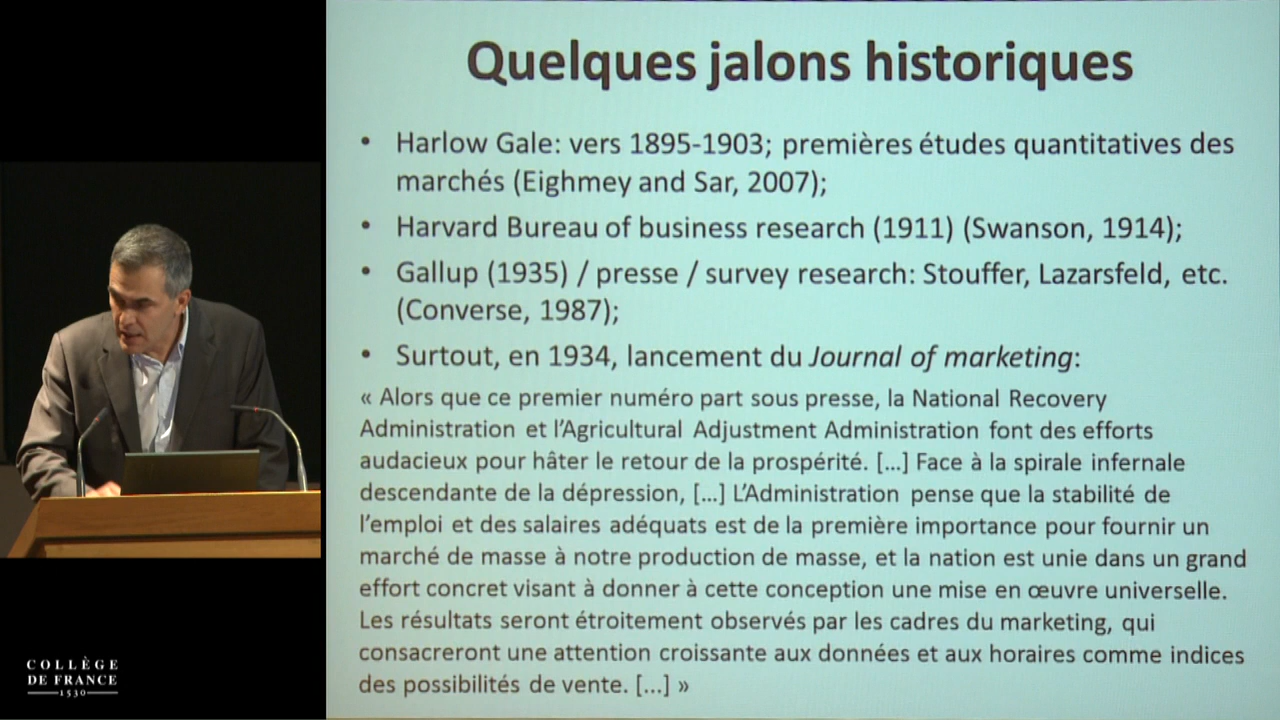 Quelques jalons historiques
• Harlow Gale: vers 1895-1903; premières études quantitatives des
marchés (Eighmey and Sar, 2007);
• Harvard Bureau of business research (1911) (Swanson, 1914);
• Gallup (1935) / presse / survey research: Stouffer, Lazarsfeld, etc.
(Converse, 1987);
• Surtout, en 1934, lancement du Journal of marketing:
« Alors que ce premier numéro part sous presse, la National Recovery
Administration et l’Agricultural Adjustment Administration font des efforts
audacieux pour hâter le retour de la prospérité. […] Face à la spirale infernale
descendante de la dépression, […] L’Administration pense que la stabilité de
l’emploi et des salaires adéquats est de la première importance pour fournir un
marché de masse à notre production de masse, et la nation est unie dans un grand
effort concret visant à donner à cette conception une mise en œuvre universelle.
Les résultats seront étroitement observés par les cadres du marketing, qui
consacreront une attention croissante aux données et aux horaires comme indices
des possibilités de vente. […] »
COLLÈGE
DE FRANCE
1530